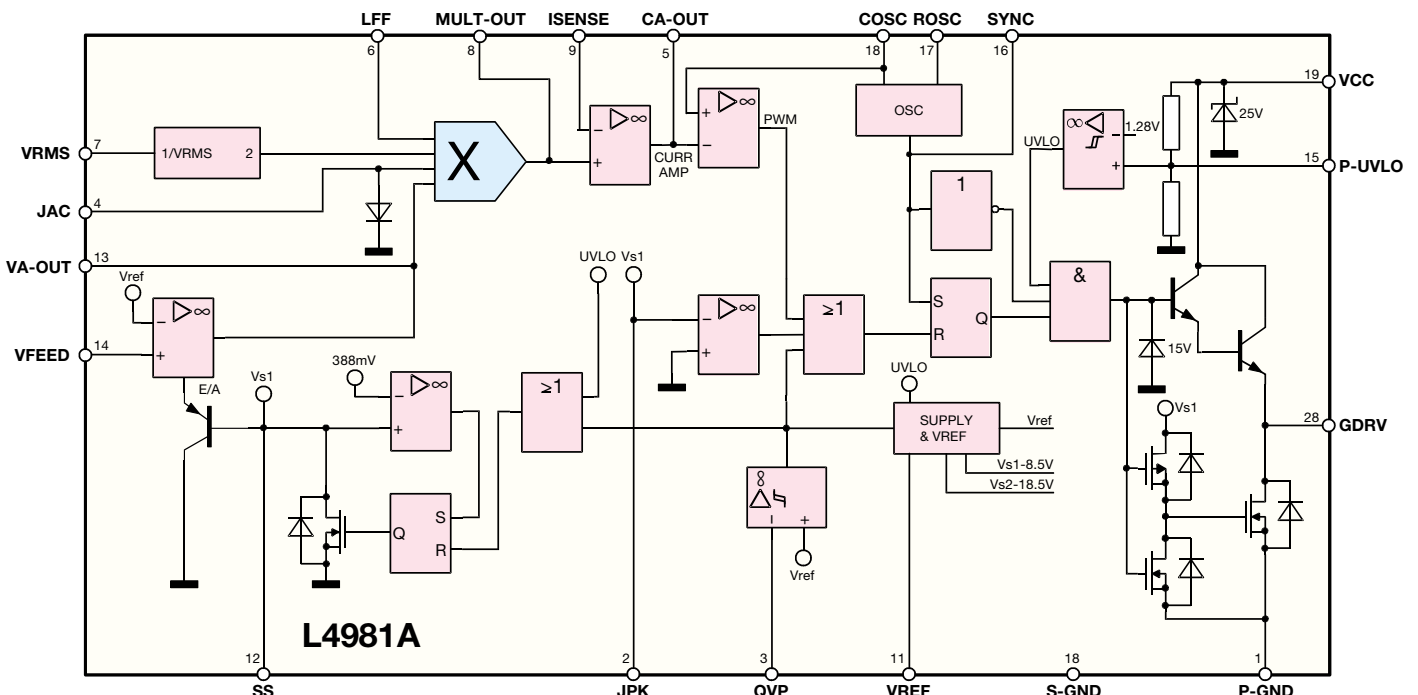 LFF MULT-OUT ISENSE CA-OUT COSC ROSC SYNC
6 8 9 5 18 17 16
19 VCC
OSC
PWM
25V
1.28V
UVLO
VRMS 7
1/VRMS 2
X
CURR
AMP
15 P-UVLO
1
JAC 4
VA-OUT 13
Vref
UVLO Vs1
&
≥1
S
R
Q
VFEED 14
E/A
388mV
Vs1
15V
≥1
UVLO
SUPPLY
& VREF
Vref
Vs1
28 GDRV
Vs1-8.5V
Vs2-18.5V
S
Q
R
Vref
L4981A
12 2 3 11 18 1
SS JPK OVP VREF S-GND P-GND